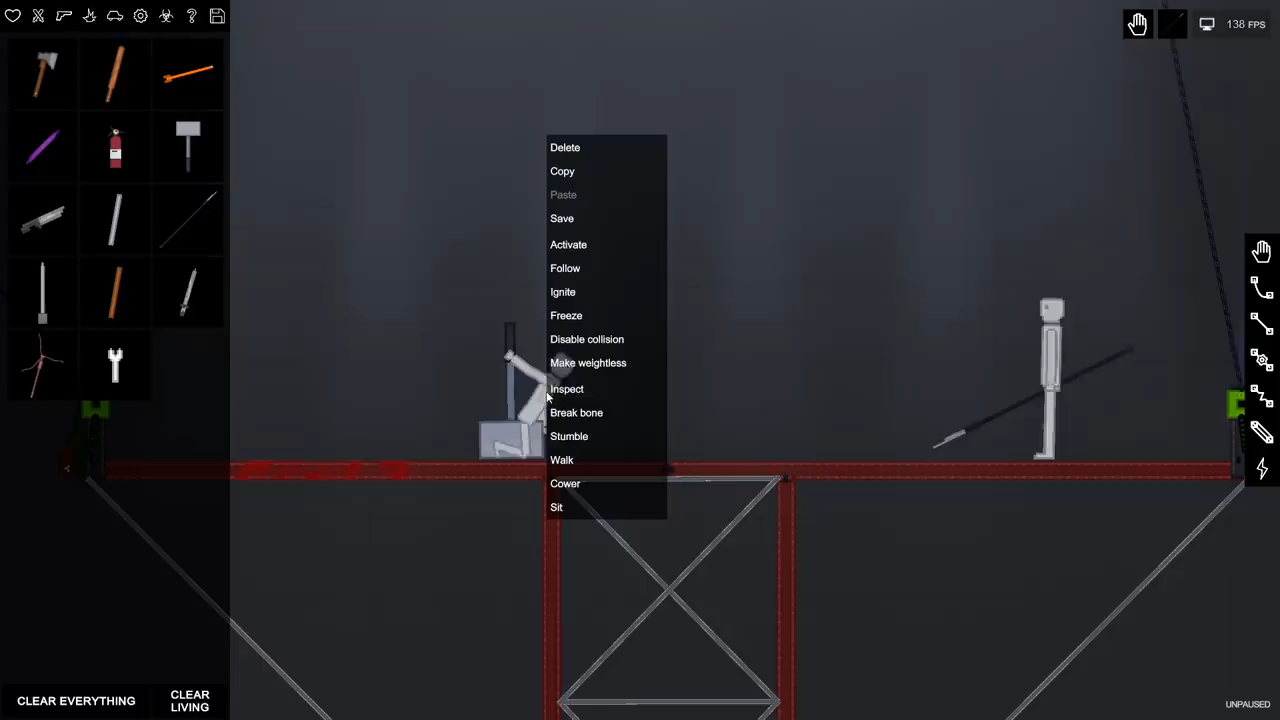 138 FPS
Delete
Copy
Paste
Save
Activate
Follow
Ignite
Freeze
Disable collision
Make weightless
Inspect
Break bone
Stumble
Walk
Cower
Sit
CLEAR EVERYTHING
CLEAR
LIVING
UNPAUSED